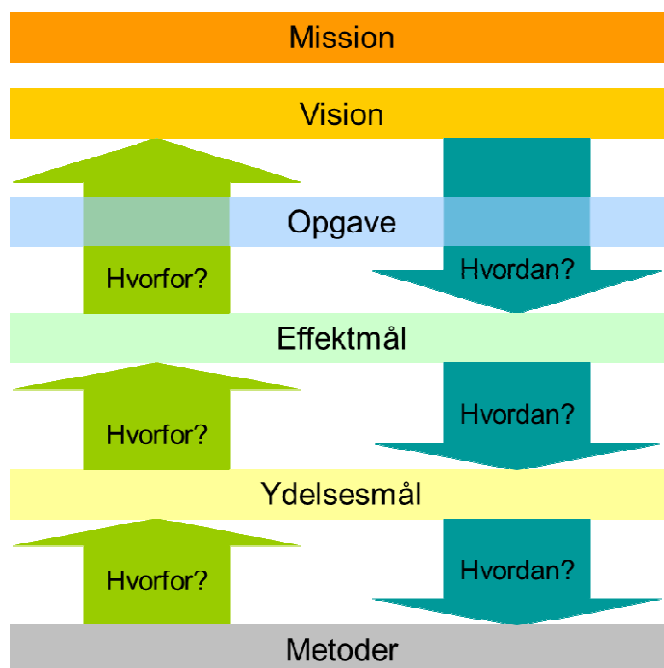 Mission
Vision
Opgave
Hvorfor?
Hvordan?
Effektmål
Hvorfor?
Hvordan?
Ydelsesmål
Hvorfor?
Hvordan?
Metoder